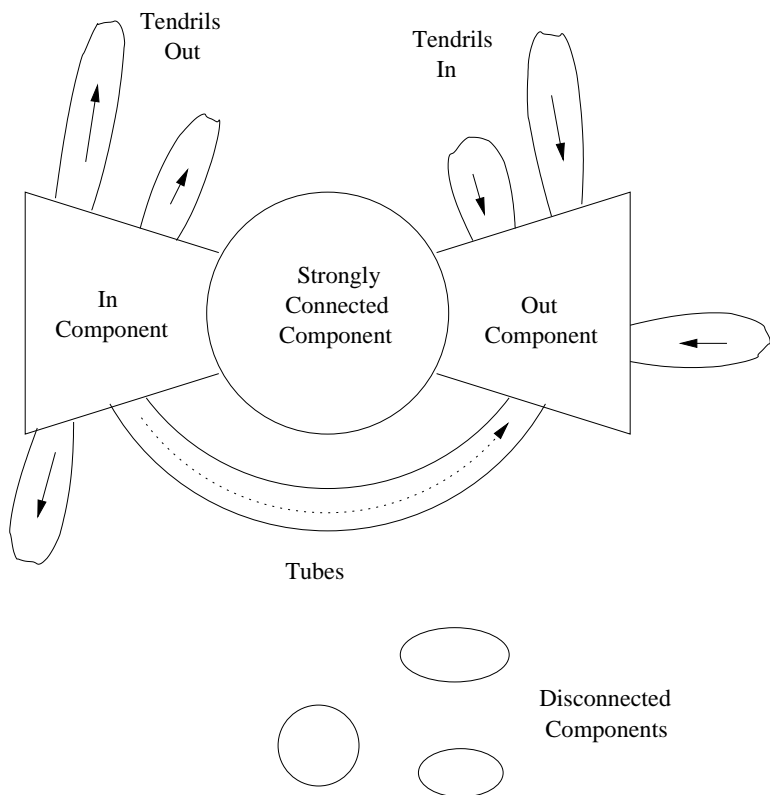 Tendrils
Out
Tendrils
In
In
Component
Strongly
Connected
Component
Out
Component
Tubes
Disconnected
Components